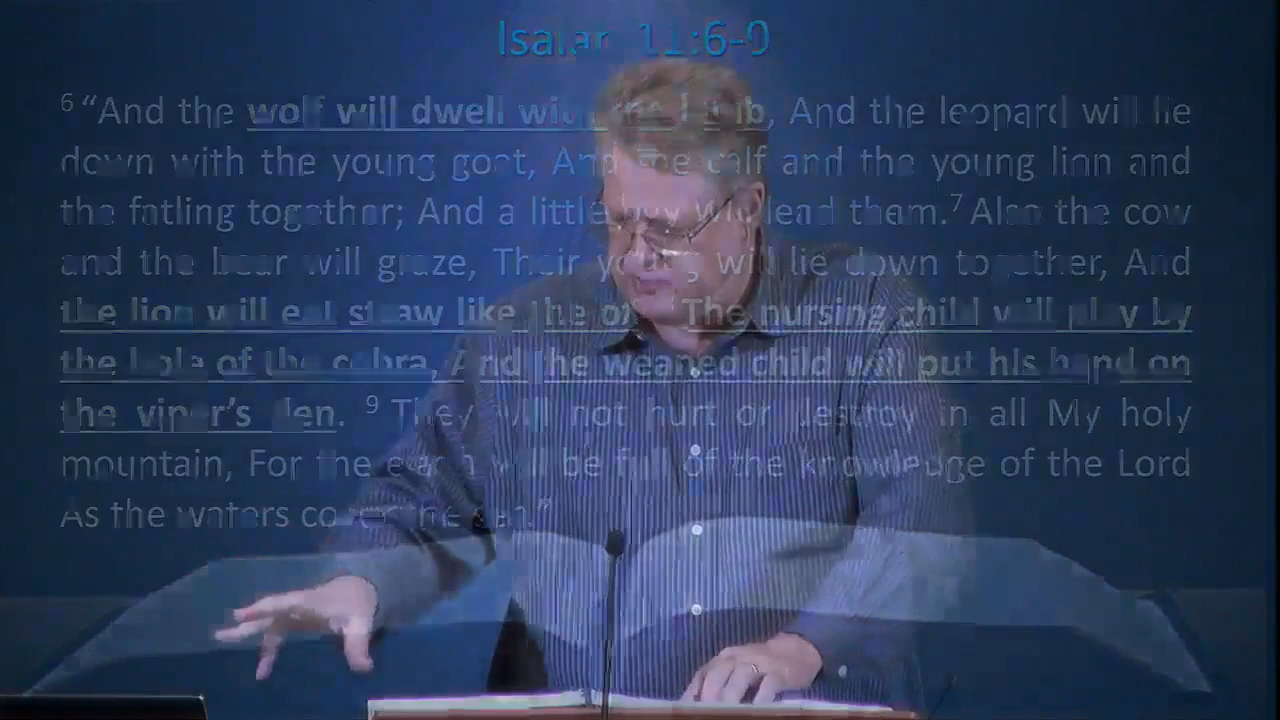 Isaiah 11:6-9
6 “And the wolf will dwell with the lamb, And the leopard will lie
down with the young goat, And the calf and the young lion and
the fatling together; And a little boy will lead them. 7 Also the cow
and the bear will graze, Their young will lie down together, And
the lion will eat straw like the ox. The nursing child will play by
the hole of the cobra, And the weaned child will put his hand on
the viper’s den. 9 They will not hurt or destroy in all My holy
mountain, For the earth will be full of the knowledge of the Lord
As the waters cover the sea.”